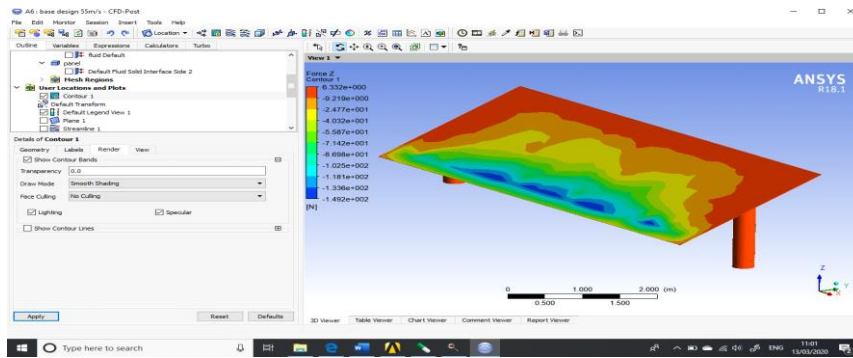 A6 : base design 55m/s - CFD-Post
File Edit Monitor Session Insert Tools Help
Location
Outline Variables Expressions Calculators Turbo
fluid Default
panel
Default Fluid Solid Interface Side 2
Mesh Regions
User Locations and Plots
Contour 1
Default Transform
Default Legend View 1
Plane 1
Streamline 1
Details of Contour 1
Geometry Labels Render View
Show Contour Bands
Transparency 0.0
Draw Mode Smooth Shading
Face Culling No Culling
Lighting Specular
Show Contour Lines
Apply Reset Defaults
View 1
Force Z
Contour 1
6.332e+000
-9.219e+000
-2.477e+001
-4.032e+001
-5.587e+001
-7.142e+001
-8.698e+001
-1.025e+002
-1.181e+002
-1.336e+002
-1.492e+002
[N]
ANSYS
R18.1
0 1.000 2.000 (m)
0.500 1.500
Z
Y
X
3D Viewer Table Viewer Chart Viewer Comment Viewer Report Viewer
Type here to search
ENG
11:01
13/03/2020